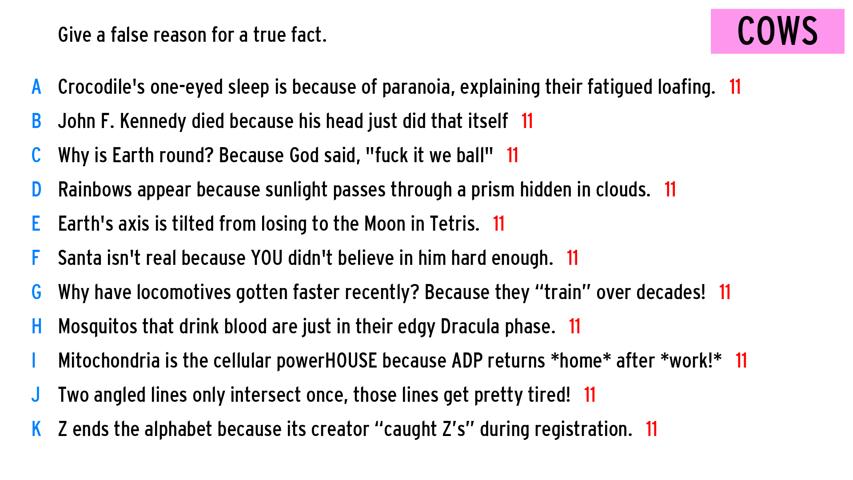 Give a false reason for a true fact.
COWS
A Crocodile's one-eyed sleep is because of paranoia, explaining their fatigued loafing. 11
B John F. Kennedy died because his head just did that itself 11
C Why is Earth round? Because God said, "fuck it we ball" 11
D Rainbows appear because sunlight passes through a prism hidden in clouds. 11
E Earth's axis is tilted from losing to the Moon in Tetris. 11
F Santa isn't real because YOU didn't believe in him hard enough. 11
G Why have locomotives gotten faster recently? Because they “train” over decades! 11
H Mosquitos that drink blood are just in their edgy Dracula phase. 11
I Mitochondria is the cellular powerHOUSE because ADP returns *home* after *work!* 11
J Two angled lines only intersect once, those lines get pretty tired! 11
K Z ends the alphabet because its creator “caught Z’s” during registration. 11